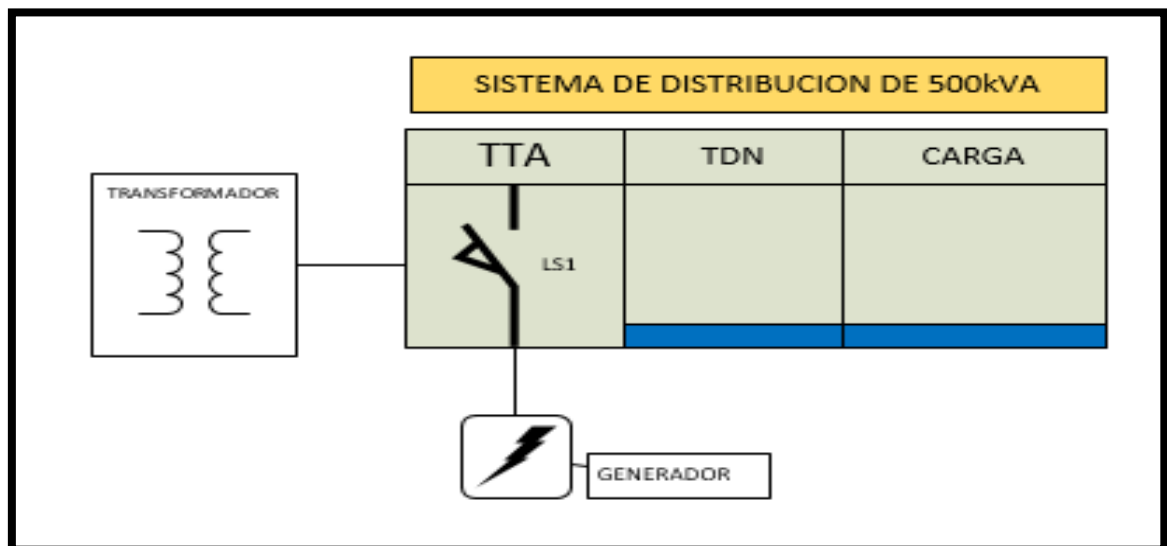 SISTEMA DE DISTRIBUCION DE 500kVA
TTA
TDN
CARGA
TRANSFORMADOR
LS1
GENERADOR